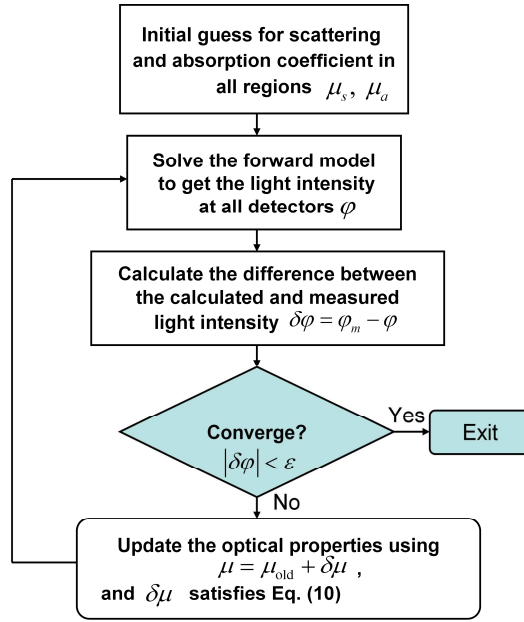 Initial guess for scattering
and absorption coefficient in
all regions μₛ, μₐ
Solve the forward model
to get the light intensity
at all detectors φ
Calculate the difference between
the calculated and measured
light intensity δφ = φₘ − φ
Converge?
|δφ| < ε
Yes
Exit
No
Update the optical properties using
μ = μ_old + δμ ,
and δμ satisfies Eq. (10)